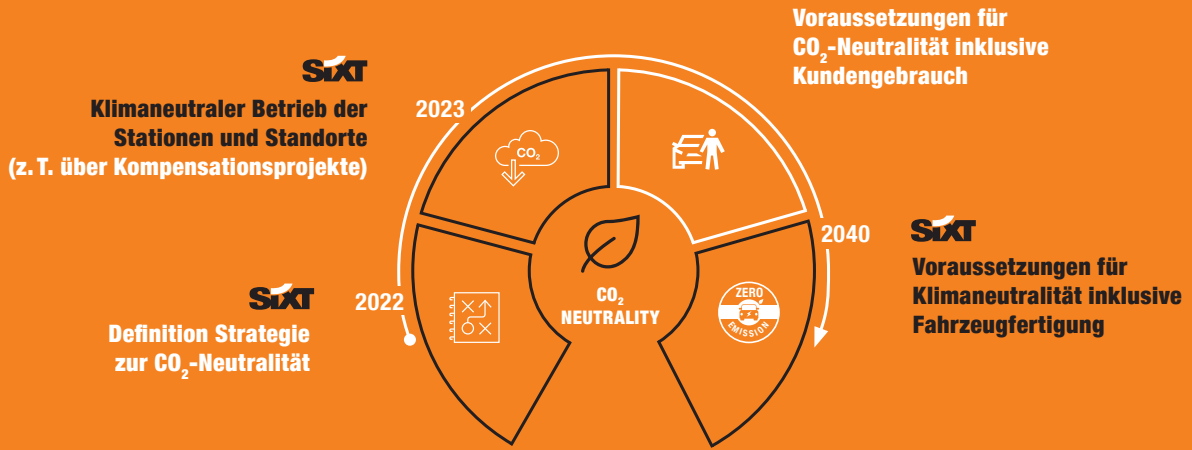 SIXT
Klimaneutraler Betrieb der
Stationen und Standorte
(z. T. über Kompensationsprojekte)
2023
CO₂
Voraussetzungen für
CO₂-Neutralität inklusive
Kundengebrauch
SIXT
2022
Definition Strategie
zur CO₂-Neutralität
CO₂
NEUTRALITY
ZERO
EMISSION
2040
SIXT
Voraussetzungen für
Klimaneutralität inklusive
Fahrzeugfertigung